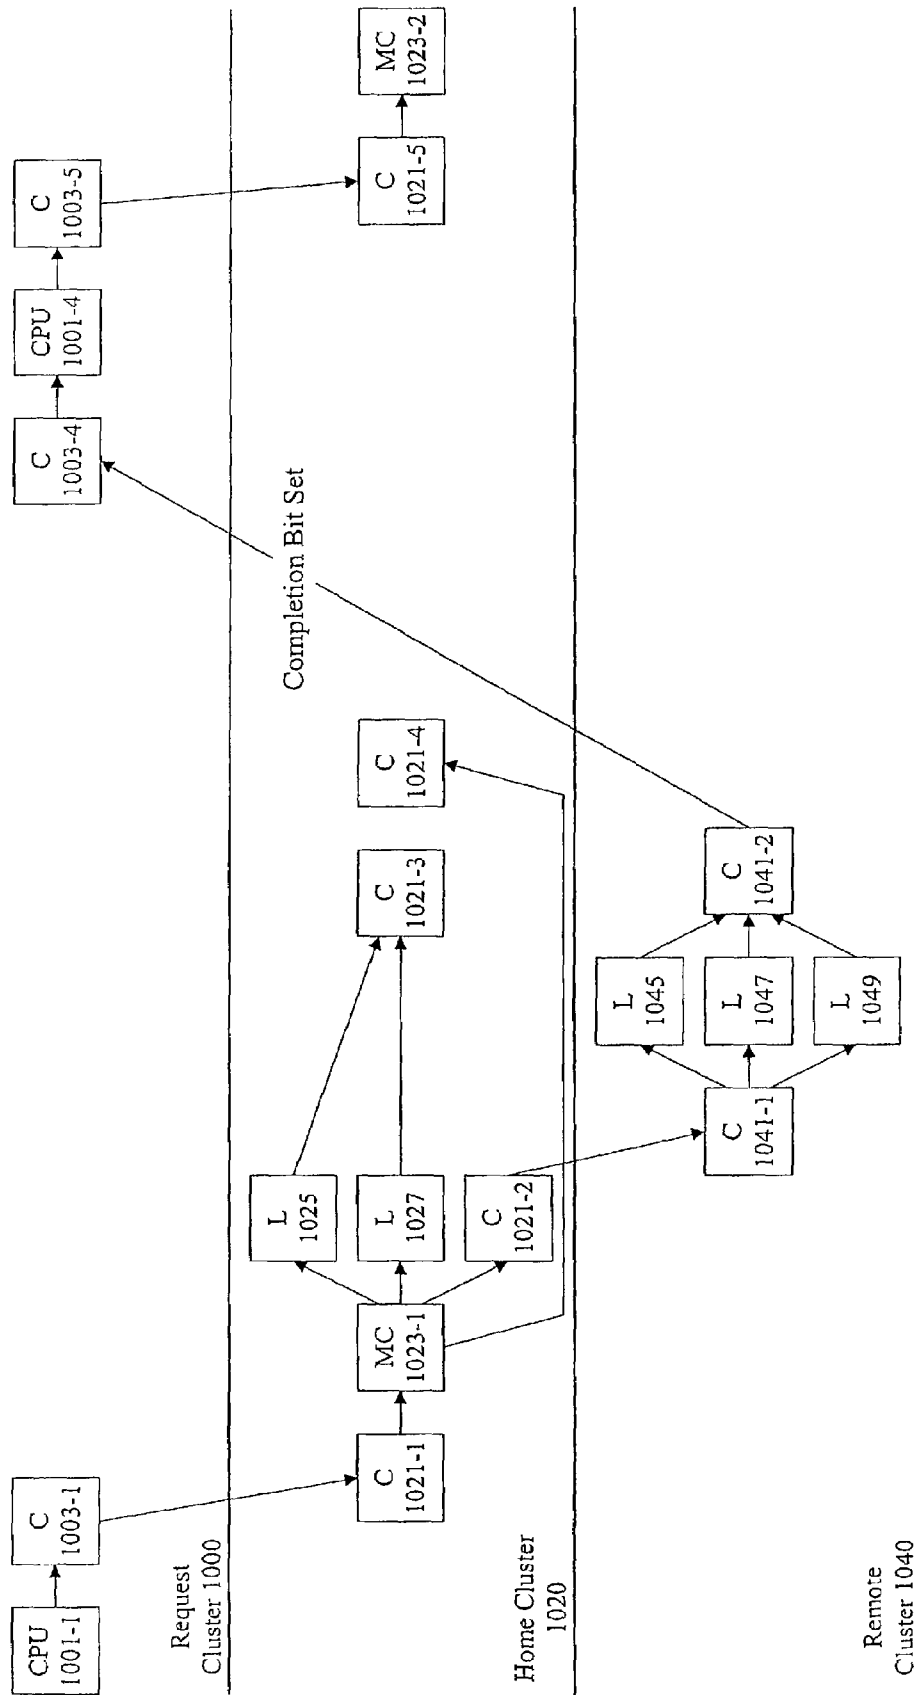 CPU
1001-1
C
1003-1
C
1003-4
CPU
1001-4
C
1003-5
Request
Cluster 1000
Completion Bit Set
C
1021-1
MC
1023-1
L
1025
L
1027
C
1021-2
C
1021-3
C
1021-4
C
1021-5
MC
1023-2
Home Cluster
1020
C
1041-1
L
1045
L
1047
L
1049
C
1041-2
Remote
Cluster 1040